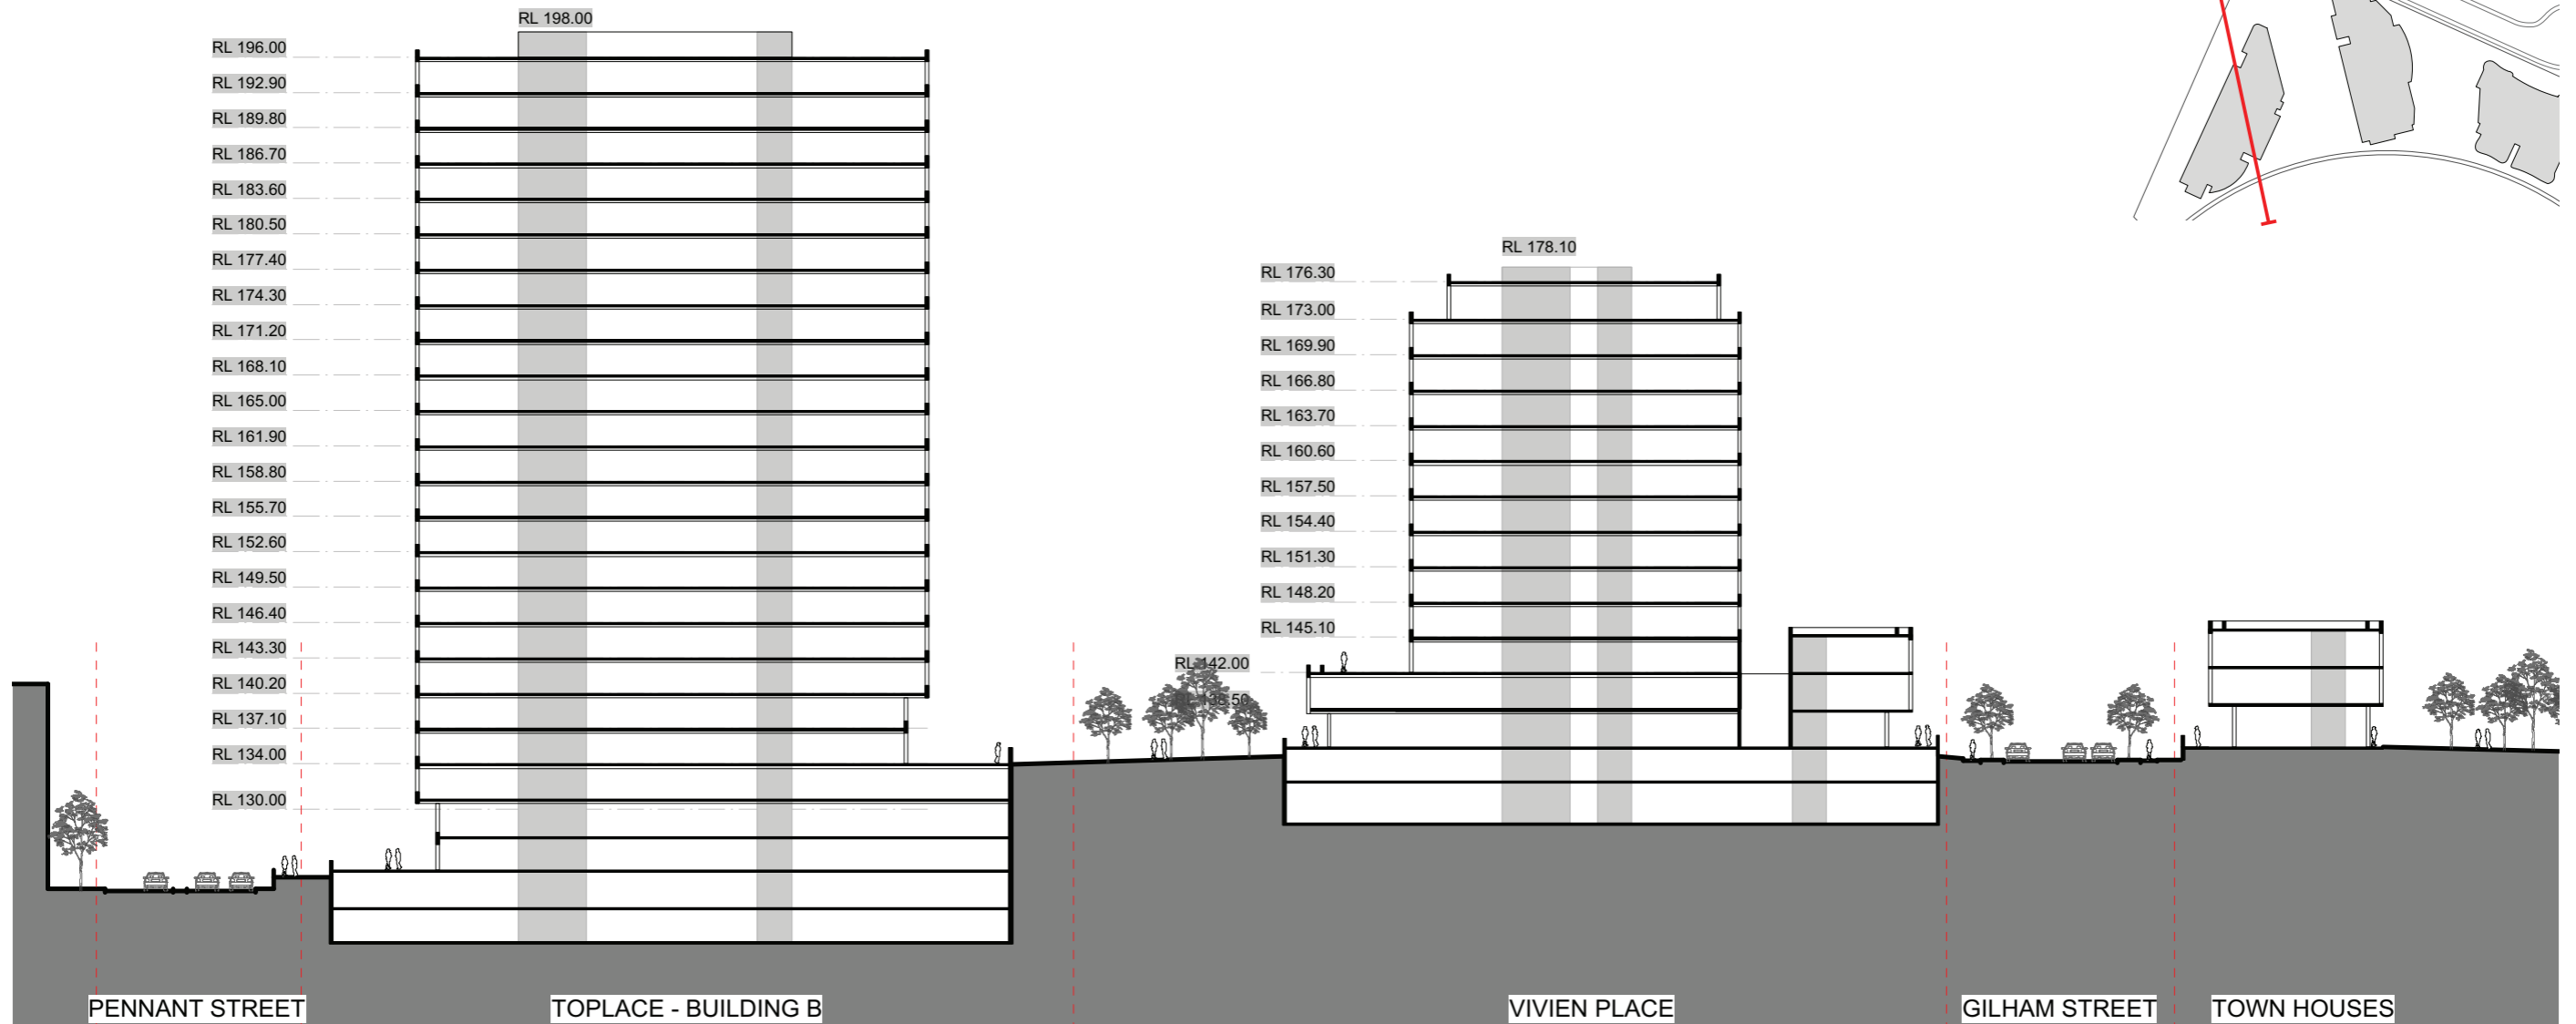 RL 198.00
RL 196.00
RL 192.90
RL 189.80
RL 186.70
RL 183.60
RL 180.50
RL 177.40
RL 174.30
RL 171.20
RL 168.10
RL 165.00
RL 161.90
RL 158.80
RL 155.70
RL 152.60
RL 149.50
RL 146.40
RL 143.30
RL 140.20
RL 137.10
RL 134.00
RL 130.00
RL 178.10
RL 176.30
RL 173.00
RL 169.90
RL 166.80
RL 163.70
RL 160.60
RL 157.50
RL 154.40
RL 151.30
RL 148.20
RL 145.10
RL 142.00
PENNANT STREET
TOPLACE - BUILDING B
VIVIEN PLACE
GILHAM STREET
TOWN HOUSES